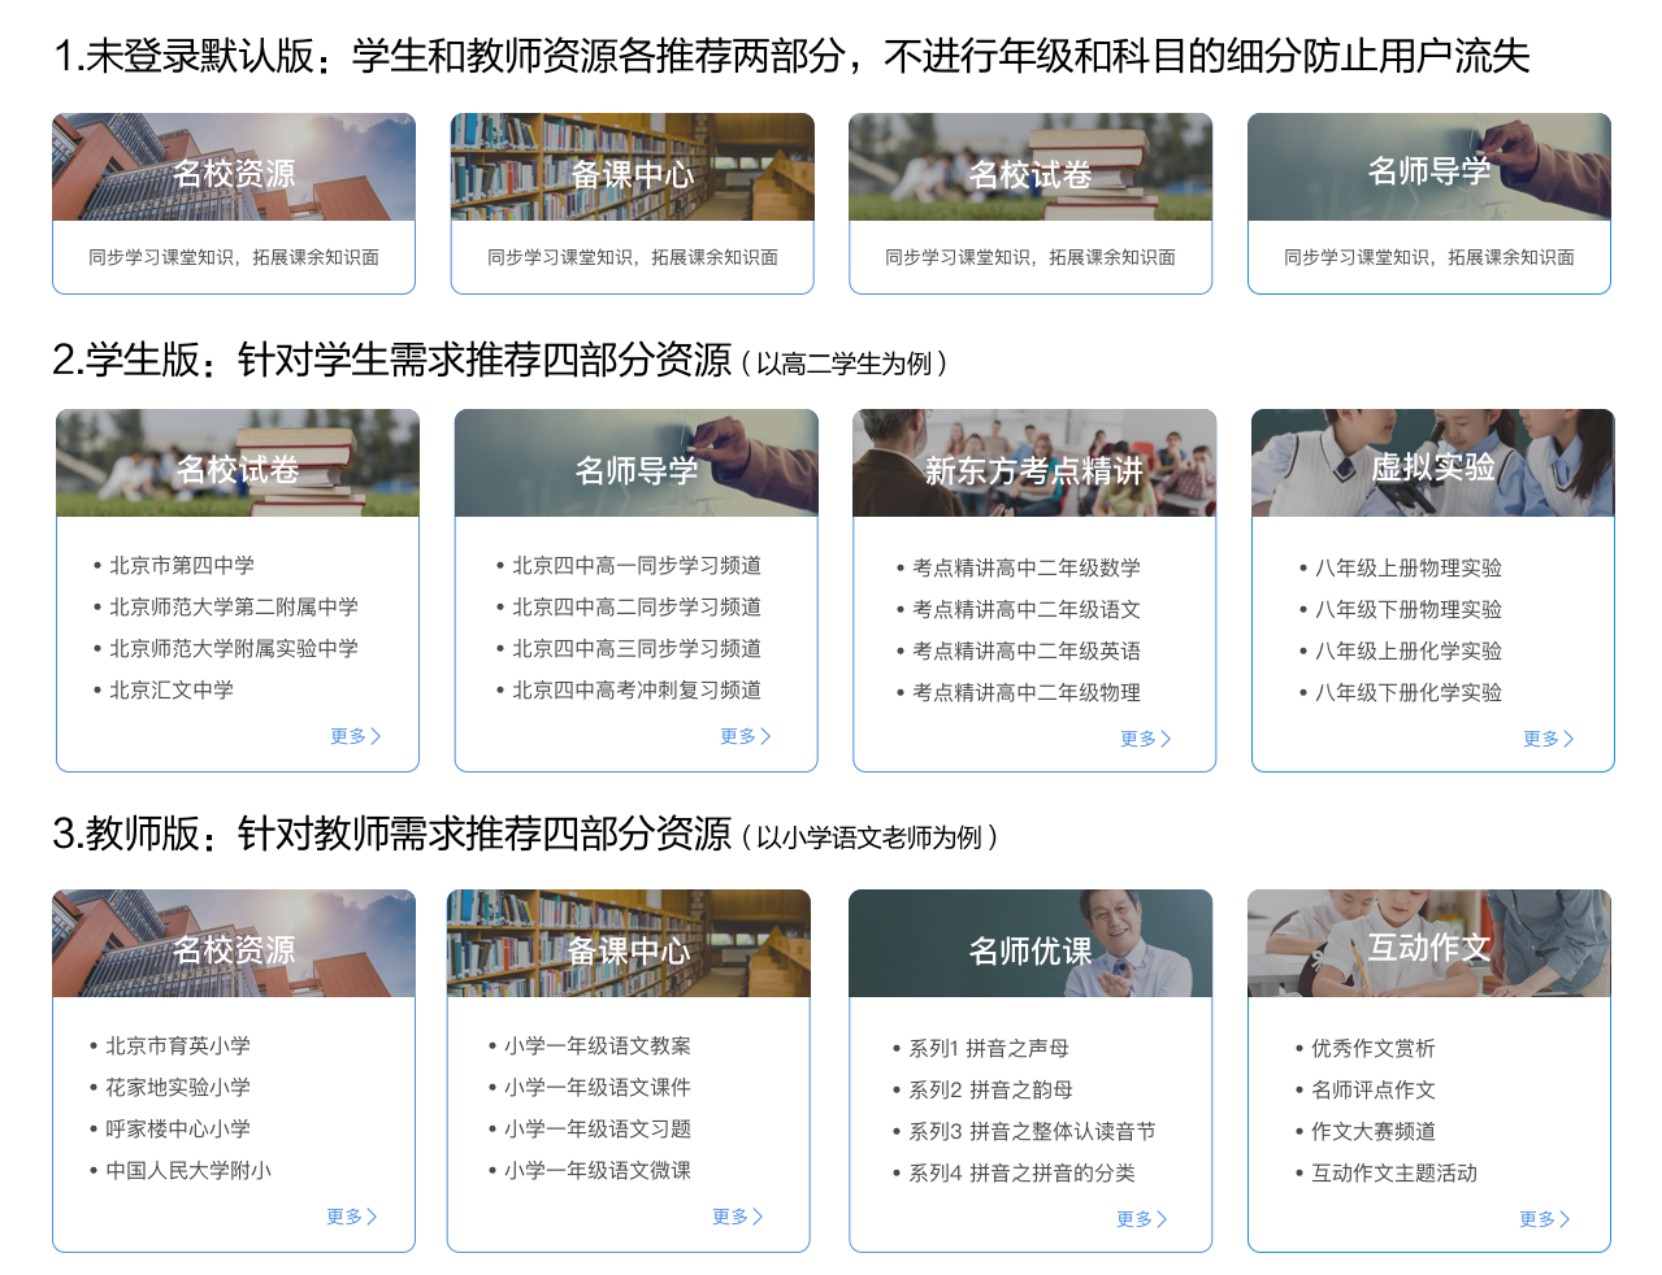 1.未登录默认版：学生和教师资源各推荐两部分，不进行年级和科目的细分防止用户流失
名校资源
同步学习课堂知识，拓展课余知识面
备课中心
同步学习课堂知识，拓展课余知识面
名校试卷
同步学习课堂知识，拓展课余知识面
名师导学
同步学习课堂知识，拓展课余知识面
2.学生版：针对学生需求推荐四部分资源（以高二学生为例）
名校试卷
• 北京市第四中学
• 北京师范大学第二附属中学
• 北京师范大学附属实验中学
• 北京汇文中学
更多 >
名师导学
• 北京四中高一同步学习频道
• 北京四中高二同步学习频道
• 北京四中高三同步学习频道
• 北京四中高考冲刺复习频道
更多 >
新东方考点精讲
• 考点精讲高中二年级数学
• 考点精讲高中二年级语文
• 考点精讲高中二年级英语
• 考点精讲高中二年级物理
更多 >
虚拟实验
• 八年级上册物理实验
• 八年级下册物理实验
• 八年级上册化学实验
• 八年级下册化学实验
更多 >
3.教师版：针对教师需求推荐四部分资源（以小学语文老师为例）
名校资源
• 北京市育英小学
• 花家地实验小学
• 呼家楼中心小学
• 中国人民大学附小
更多 >
备课中心
• 小学一年级语文教案
• 小学一年级语文课件
• 小学一年级语文习题
• 小学一年级语文微课
更多 >
名师优课
• 系列1 拼音之声母
• 系列2 拼音之韵母
• 系列3 拼音之整体认读音节
• 系列4 拼音之拼音的分类
更多 >
互动作文
• 优秀作文赏析
• 名师评点作文
• 作文大赛频道
• 互动作文主题活动
更多 >